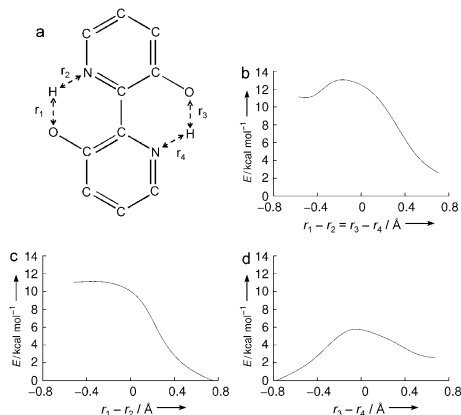 a
C
C C
r₂ N C
H C O
r₁ r₃
O C H
C N r₄
C C
C
b
14
12
10
8
6
4
2
0
E / kcal mol⁻¹
−0.8 −0.4 0 0.4 0.8
r₁ − r₂ = r₃ − r₄ / Å
c
14
12
10
8
6
4
2
0
E / kcal mol⁻¹
−0.8 −0.4 0 0.4 0.8
r₁ − r₂ / Å
d
14
12
10
8
6
4
2
0
E / kcal mol⁻¹
−0.8 −0.4 0 0.4 0.8
r₃ − r₄ / Å